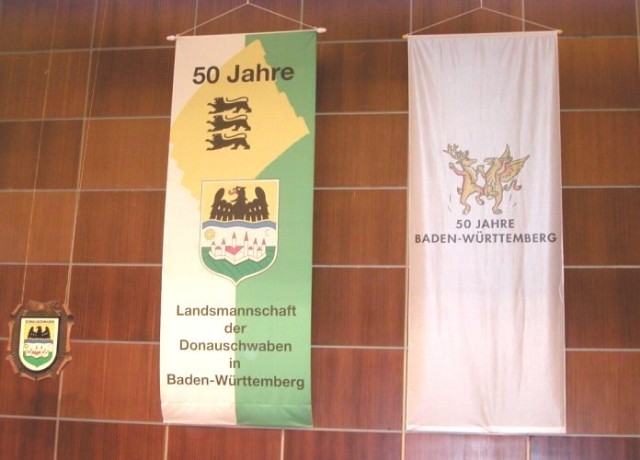 50 Jahre
Landsmannschaft
der
Donauschwaben
in
Baden-Württemberg
50 JAHRE
BADEN-WÜRTTEMBERG